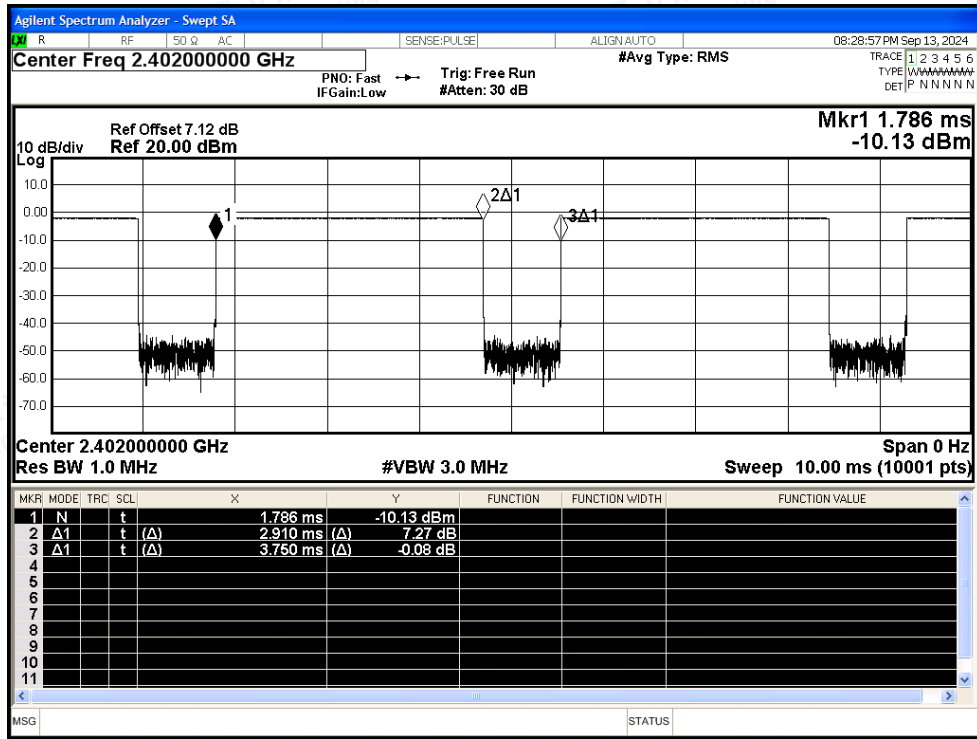 Agilent Spectrum Analyzer - Swept SA
LXI R RF 50 Ω AC SENSE:PULSE ALIGN AUTO 08:28:57 PM Sep 13, 2024
Center Freq 2.402000000 GHz #Avg Type: RMS TRACE 1 2 3 4 5 6
PNO: Fast Trig: Free Run TYPE W
IFGain:Low #Atten: 30 dB DET P N N N N N
Mkr1 1.786 ms
Ref Offset 7.12 dB
10 dB/div Ref 20.00 dBm -10.13 dBm
Log
10.0
2Δ1
0.00
1
3Δ1
-10.0
-20.0
-30.0
-40.0
-50.0
-60.0
-70.0
Center 2.402000000 GHz Span 0 Hz
Res BW 1.0 MHz #VBW 3.0 MHz Sweep 10.00 ms (10001 pts)
MKR MODE TRC SCL X Y FUNCTION FUNCTION WIDTH FUNCTION VALUE
1 N t 1.786 ms -10.13 dBm
2 Δ1 t (Δ) 2.910 ms (Δ) 7.27 dB
3 Δ1 t (Δ) 3.750 ms (Δ) -0.08 dB
4
5
6
7
8
9
10
11
MSG STATUS